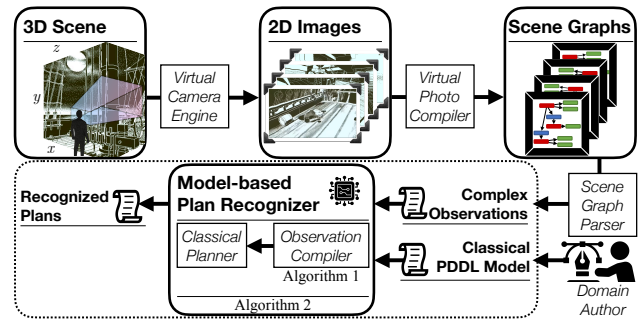 3D Scene
z
y
x
Virtual
Camera
Engine
2D Images
Virtual
Photo
Compiler
Scene Graphs
Recognized
Plans
Model-based
Plan Recognizer
Classical
Planner
Observation
Compiler
Algorithm 1
Algorithm 2
Complex
Observations
Classical
PDDL Model
Scene
Graph
Parser
Domain
Author